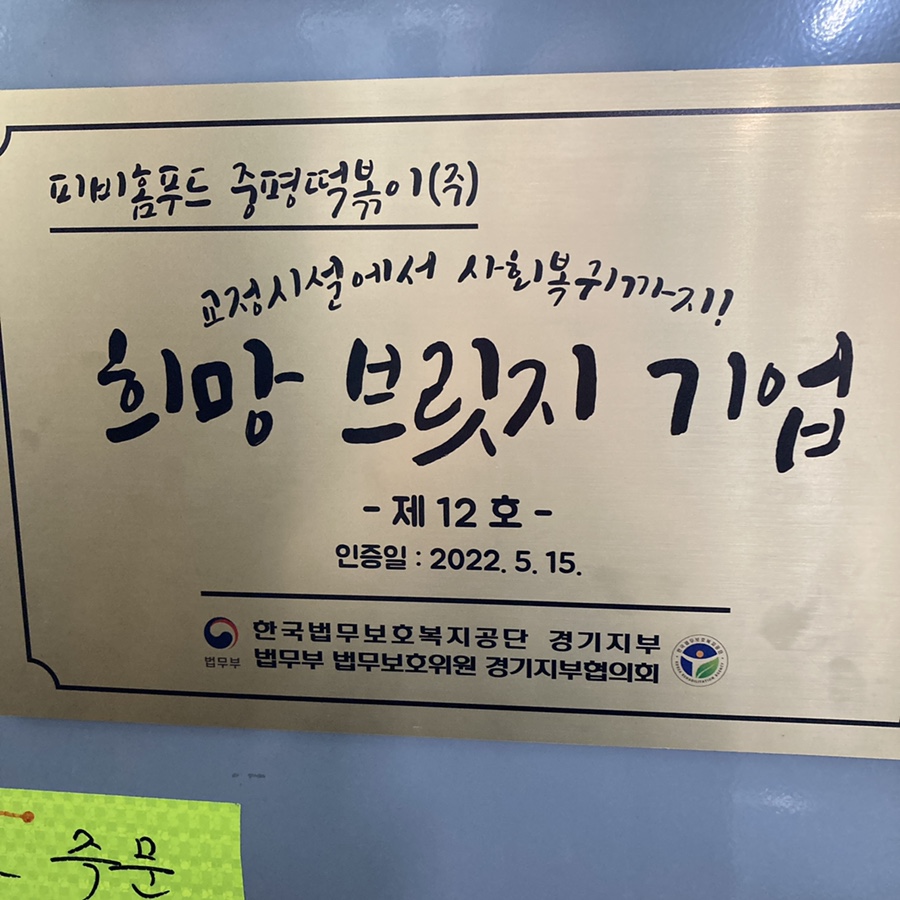 피비홈푸드 중평떡볶이(주)
교정시설에서 사회복귀까지!
희망 브릿지 기업
- 제 12 호 -
인증일 : 2022. 5. 15.
한국법무보호복지공단 경기지부
법무부 법무보호위원 경기지부협의회
법무부
주문